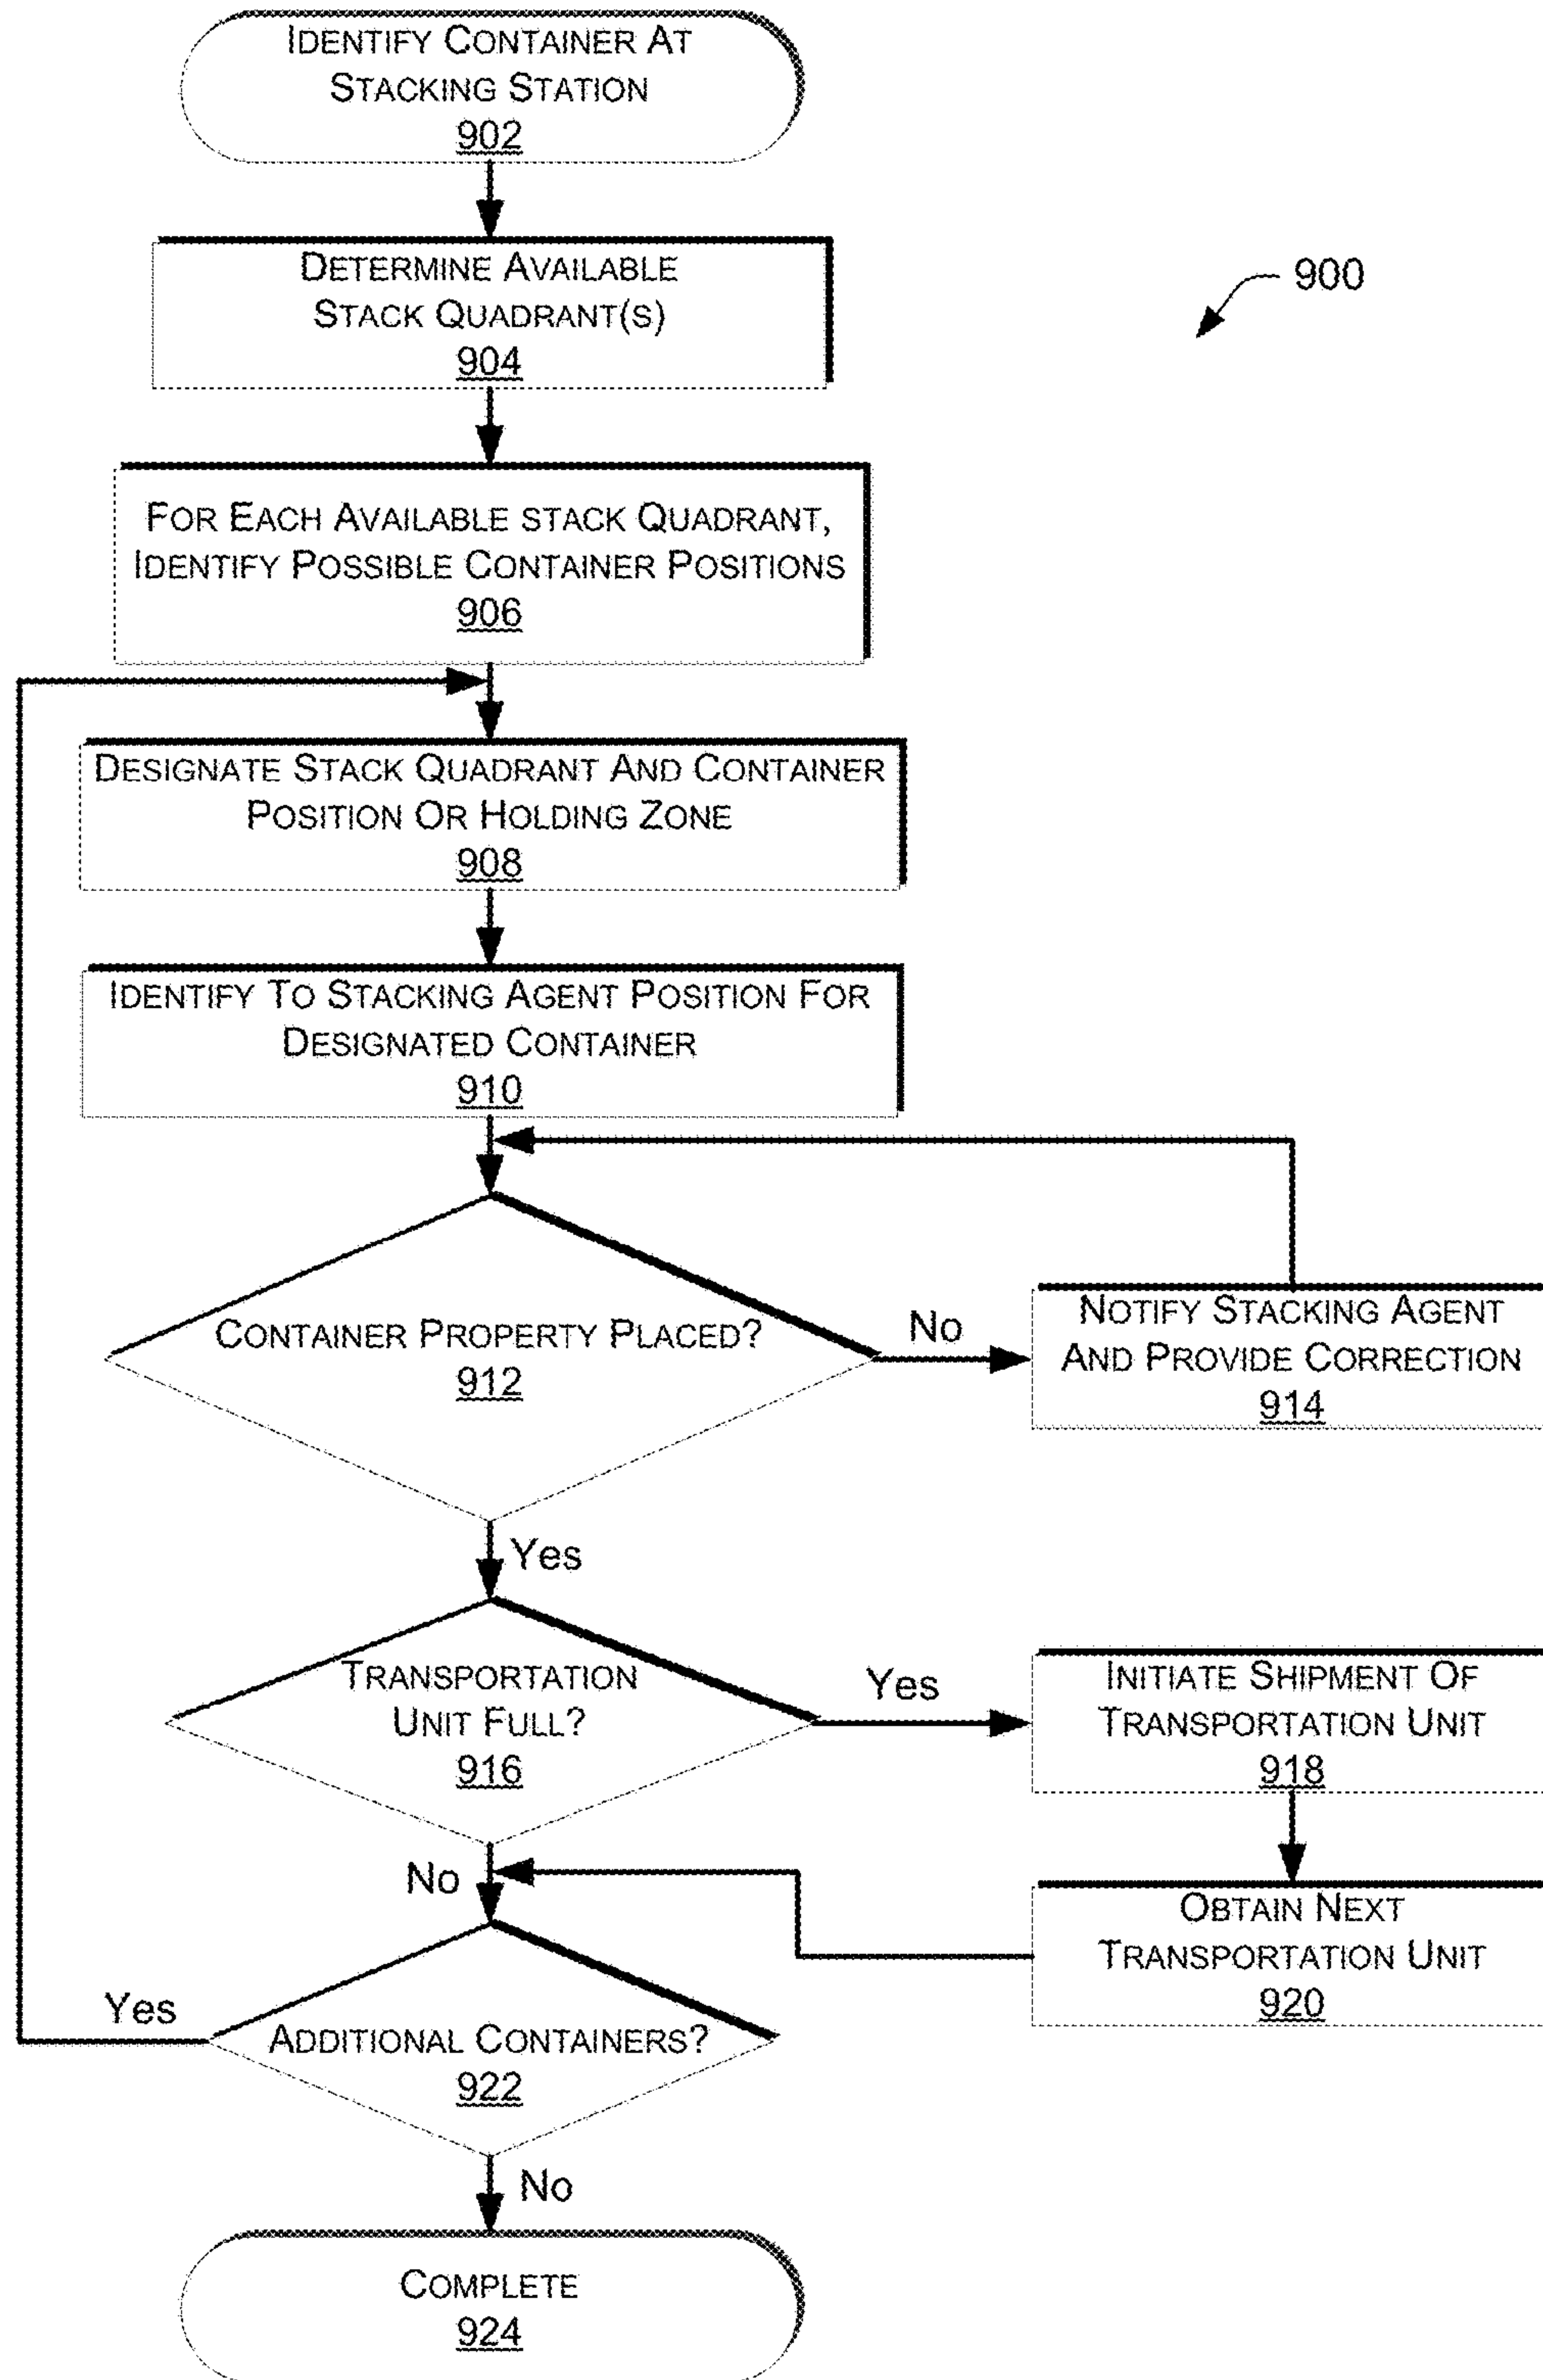 IDENTIFY CONTAINER AT
STACKING STATION
902
DETERMINE AVAILABLE
STACK QUADRANT(S)
904
900
FOR EACH AVAILABLE STACK QUADRANT,
IDENTIFY POSSIBLE CONTAINER POSITIONS
906
DESIGNATE STACK QUADRANT AND CONTAINER
POSITION OR HOLDING ZONE
908
IDENTIFY TO STACKING AGENT POSITION FOR
DESIGNATED CONTAINER
910
CONTAINER PROPERTY PLACED?
912
No
NOTIFY STACKING AGENT
AND PROVIDE CORRECTION
914
Yes
TRANSPORTATION
UNIT FULL?
916
Yes
INITIATE SHIPMENT OF
TRANSPORTATION UNIT
918
No
OBTAIN NEXT
TRANSPORTATION UNIT
920
Yes
ADDITIONAL CONTAINERS?
922
No
COMPLETE
924